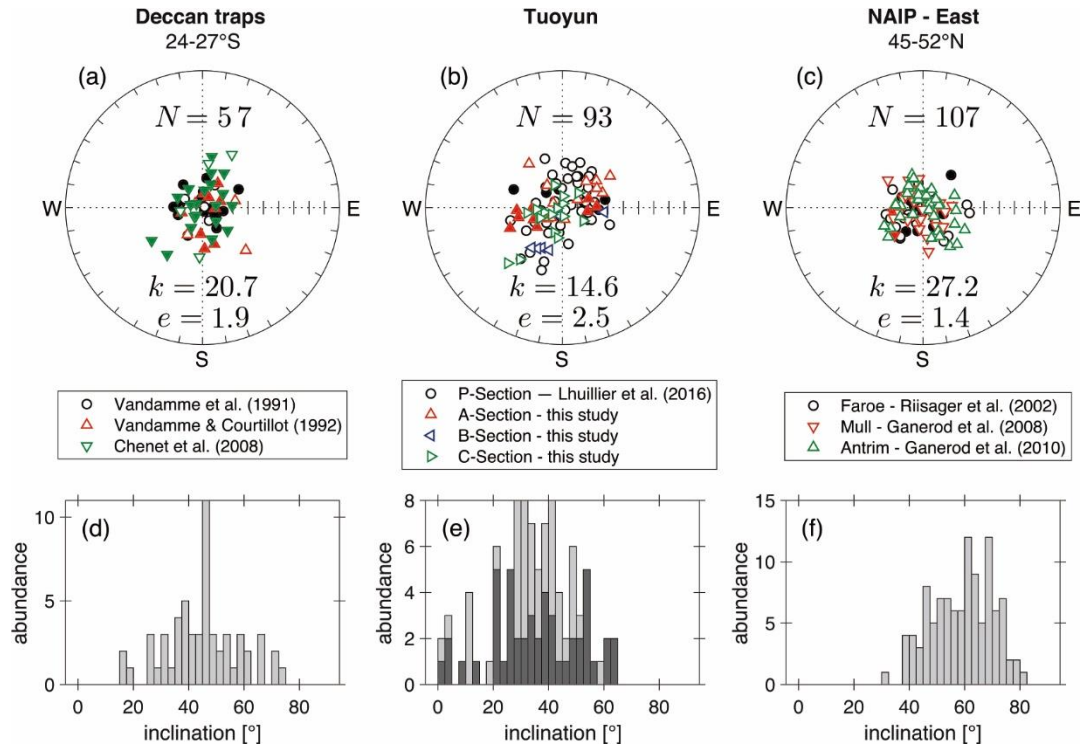 Deccan traps
24-27°S
(a)
N = 57
W
k = 20.7
e = 1.9
S
Vandamme et al. (1991)
Vandamme & Courtillot (1992)
Chenet et al. (2008)
Tuoyun
(b)
N = 93
k = 14.6
e = 2.5
S
P-Section — Lhuillier et al. (2016)
A-Section - this study
B-Section - this study
C-Section - this study
NAIP - East
45-52°N
(c)
N = 107
E
k = 27.2
e = 1.4
S
Faroe - Riisager et al. (2002)
Mull - Ganerod et al. (2008)
Antrim - Ganerod et al. (2010)
(d)
abundance
10
5
0
0 20 40 60 80
inclination [°]
(e)
abundance
8
6
4
2
0
0 20 40 60 80
inclination [°]
(f)
abundance
15
10
5
0
0 20 40 60 80
inclination [°]
E W
E W